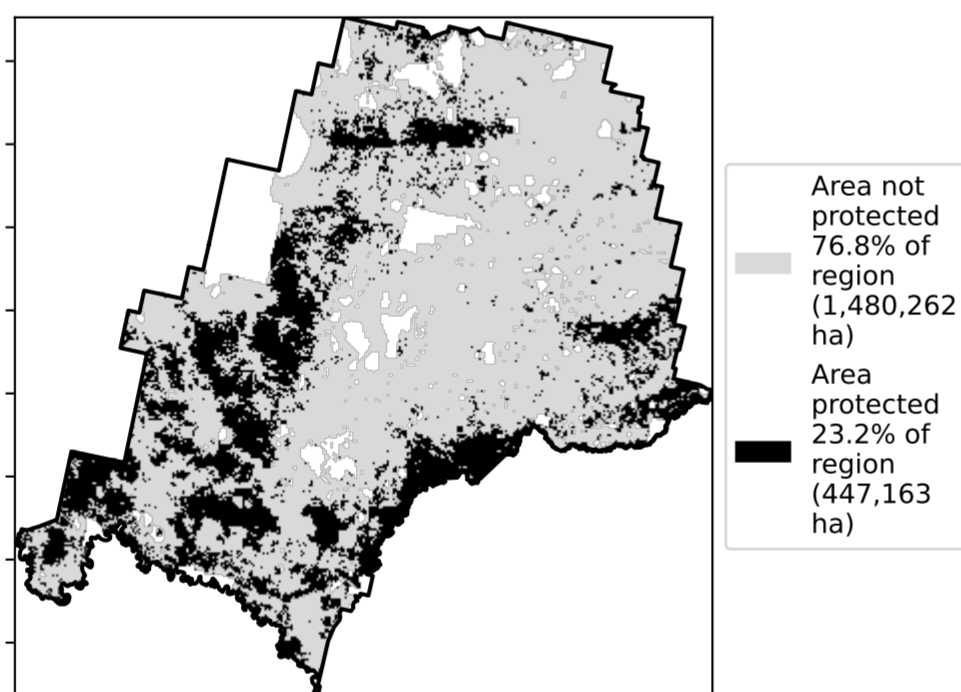 Area not
protected
76.8% of
region
(1,480,262
ha)
Area
protected
23.2% of
region
(447,163
ha)